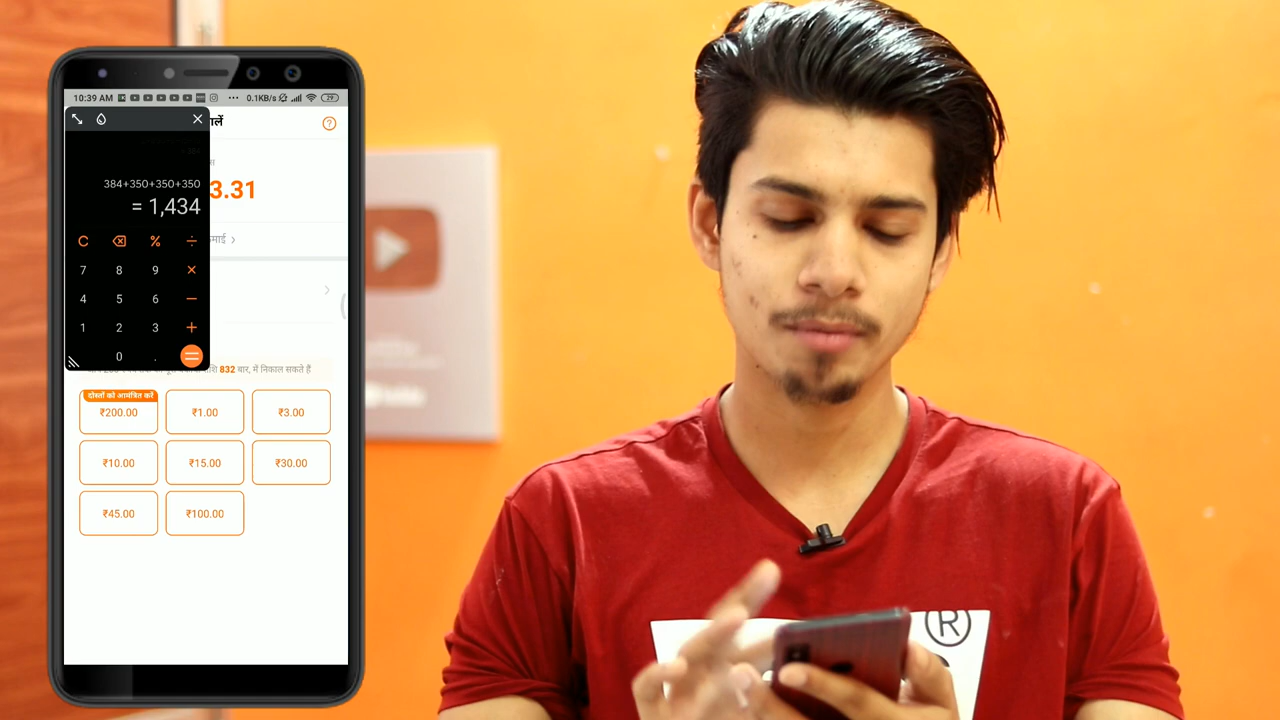 10:39 AM
0.1KB/s
79
384+350+350+350
= 1,434
3.31
C % ÷
7 8 9 ×
4 5 6 −
1 2 3 +
0 . =
832 बार, में निकाल सकते हैं
दोस्तों को आमंत्रित करें
₹200.00 ₹1.00 ₹3.00
₹10.00 ₹15.00 ₹30.00
₹45.00 ₹100.00
®